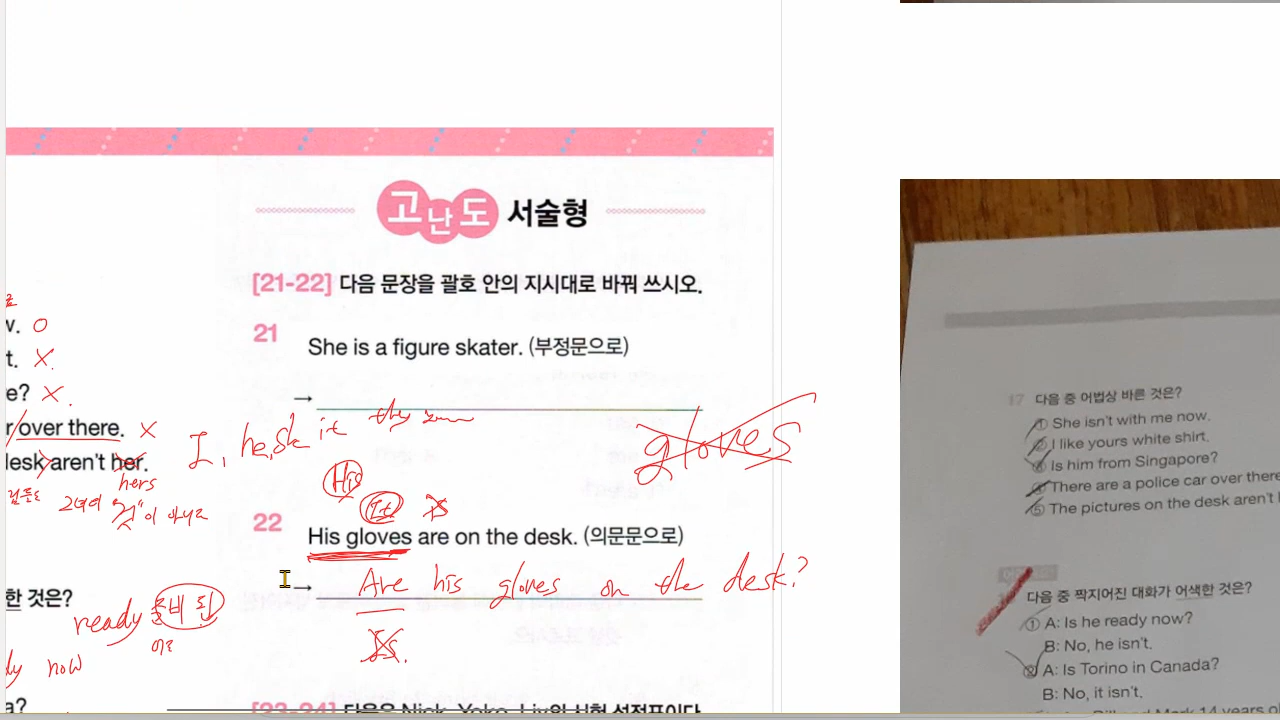 고난도 서술형
[21-22] 다음 문장을 괄호 안의 지시대로 바꿔 쓰시오.
21
She is a figure skater. (부정문으로)
→
I, he, she it they
gloves
His
It is
22
His gloves are on the desk. (의문문으로)
→ Are his gloves on the desk?
Is.
w. O
t. X.
e? X.
r over there. X
desk aren't her.
hers
그녀의 "것"이 아니오
한 것은?
ready 준비 된
now
a?
17 다음 중 어법상 바른 것은?
① She isn't with me now.
② I like yours white shirt.
③ Is him from Singapore?
④ There are a police car over there
⑤ The pictures on the desk aren't
다음 중 짝지어진 대화가 어색한 것은?
① A: Is he ready now?
B: No, he isn't.
② A: Is Torino in Canada?
B: No, it isn't.